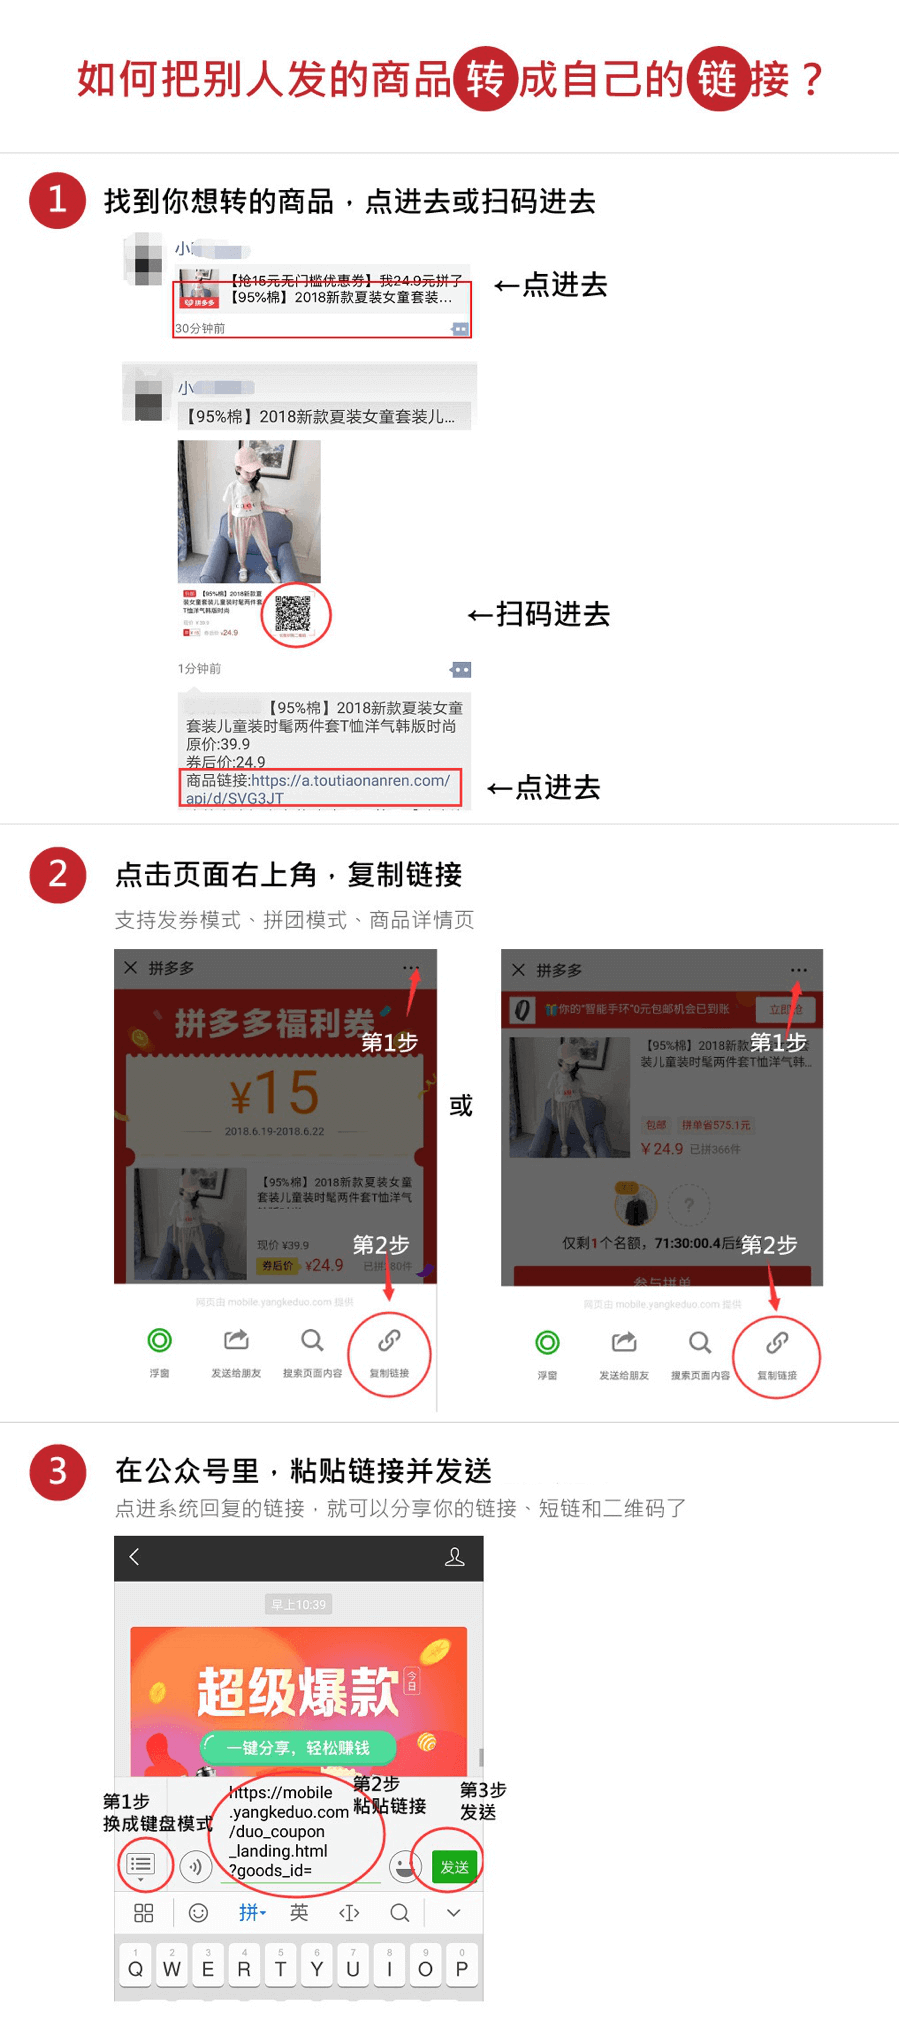 如何把别人发的商品转成自己的链接？
1 找到你想转的商品，点进去或扫码进去
小
【抢15元无门槛优惠券】我24.9元拼了
【95%棉】2018新款夏装女童套装...
拼多多
30分钟前
←点进去
小
【95%棉】2018新款夏装女童套装儿...
【95%棉】2018新款夏
装女童套装儿童装时髦两件套
T恤洋气韩版时尚
现价 ¥39.9
券后价 ¥24.9
←扫码进去
1分钟前
【95%棉】2018新款夏装女童
套装儿童装时髦两件套T恤洋气韩版时尚
原价:39.9
券后价:24.9
商品链接:https://a.toutiaonanren.com/
api/d/SVG3JT
←点进去
2 点击页面右上角，复制链接
支持发券模式、拼团模式、商品详情页
拼多多
第1步
拼多多福利券
¥15
2018.6.19-2018.6.22
【95%棉】2018新款夏装女童
套装儿童装时髦两件套T恤洋气
现价 ¥39.9
第2步
券后价 ¥24.9
网页由 mobile.yangkeduo.com 提供
浮窗 发送给朋友 搜索页面内容 复制链接
或
拼多多
你的"智能手环"0元包邮机会已到账
第1步
【95%棉】2018新款夏装女童套
装儿童装时髦两件套T恤洋气韩...
包邮 拼单省575.1元
¥24.9 已拼366件
?
仅剩1个名额，71:30:00.4后结
第2步
参与拼单
网页由 mobile.yangkeduo.com 提供
浮窗 发送给朋友 搜索页面内容 复制链接
3 在公众号里，粘贴链接并发送
点进系统回复的链接，就可以分享你的链接、短链和二维码了
早上10:39
超级爆款
今日
一键分享，轻松赚钱
第1步
换成键盘模式
https://mobile
.yangkeduo.com
/duo_coupon
_landing.html
?goods_id=
第2步
粘贴链接
第3步
发送
发送
拼 英
1 2 3 4 5 6 7 8 9 0
Q W E R T Y U I O P